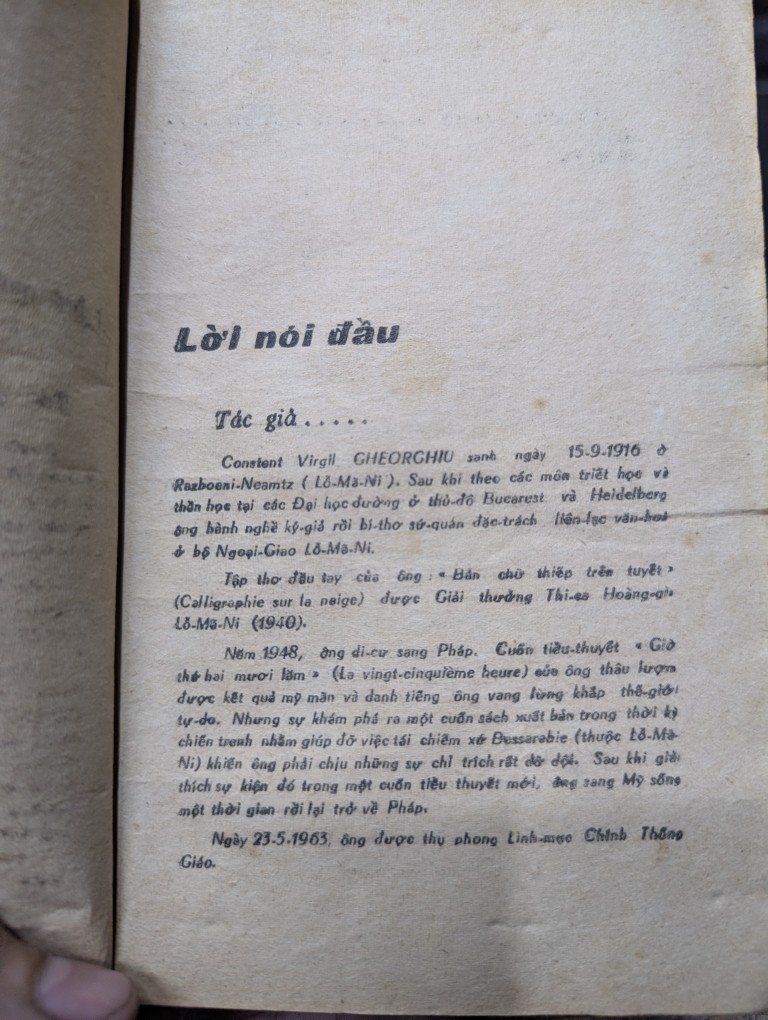 Lời nói đầu
Tác giả.....
Constent Virgil GHEORGHIU sanh ngày 15-9-1916 ở
Razboeni-Neamtz ( Lỗ-Mã-Ni ). Sau khi theo các môn triết học và
thần học tại các Đại học đường ở thủ-đô Bucarest và Heidelberg
ông hành nghề ký-giả rồi bí-thơ sứ-quán đặc-trách liên-lạc văn-hoá
ở bộ Ngoại-Giao Lỗ-Mã-Ni.
Tập thơ đầu tay của ông : « Bản chữ thiếp trên tuyết »
(Calligraphie sur la neige) được Giải thưởng Thi-ca Hoàng-gia
Lỗ-Mã-Ni (1940).
Năm 1948, ông di-cư sang Pháp. Cuốn tiều-thuyết « Giờ
thứ hai mươi lăm » (La vingt-cinquième heure) của ông thâu lượm
được kết quả mỹ mãn và danh tiếng ông vang lừng khắp thế-giới
tự-do. Nhưng sự khám phá ra một cuốn sách xuất bản trong thời kỳ
chiến tranh nhằm giúp đỡ việc tái chiếm xứ Bessarabie (thuộc Lỗ-Mã-
Ni) khiến ông phải chịu những sự chỉ trích rất dữ dội. Sau khi giải
thích sự kiện đó trong một cuốn tiều thuyết mới, ông sang Mỹ sống
một thời gian rồi lại trở về Pháp.
Ngày 23-5-1963, ông được thụ phong Linh-mục Chính Thống
Giáo.